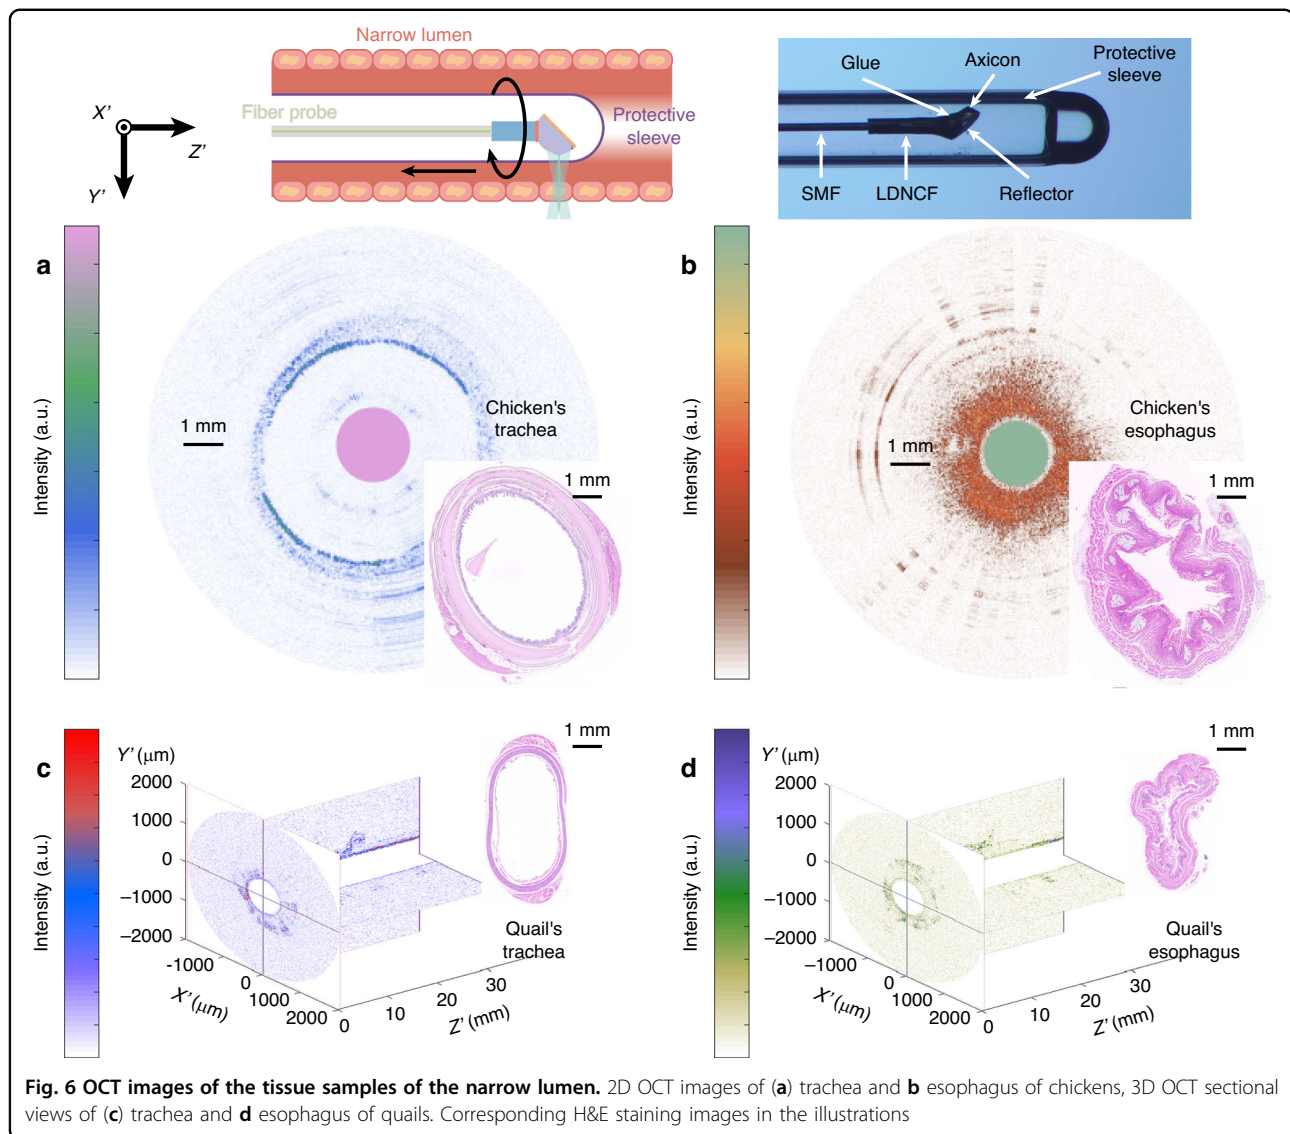 Narrow lumen
Fiber probe
Protective
sleeve
X'
Z'
Y'
Glue
Axicon
Protective
sleeve
SMF
LDNCF
Reflector
a
Intensity (a.u.)
1 mm
Chicken's
trachea
1 mm
b
Intensity (a.u.)
1 mm
Chicken's
esophagus
1 mm
c
Intensity (a.u.)
Y' (μm)
2000
1000
0
−1000
−2000
-1000
0
1000
2000
X' (μm)
0
10
20
30
Z' (mm)
1 mm
Quail's
trachea
d
Intensity (a.u.)
Y' (μm)
2000
1000
0
−1000
−2000
−1000
0
1000
2000
X' (μm)
0
10
20
30
Z' (mm)
1 mm
Quail's
esophagus
Fig. 6 OCT images of the tissue samples of the narrow lumen. 2D OCT images of (a) trachea and b esophagus of chickens, 3D OCT sectional
views of (c) trachea and d esophagus of quails. Corresponding H&E staining images in the illustrations